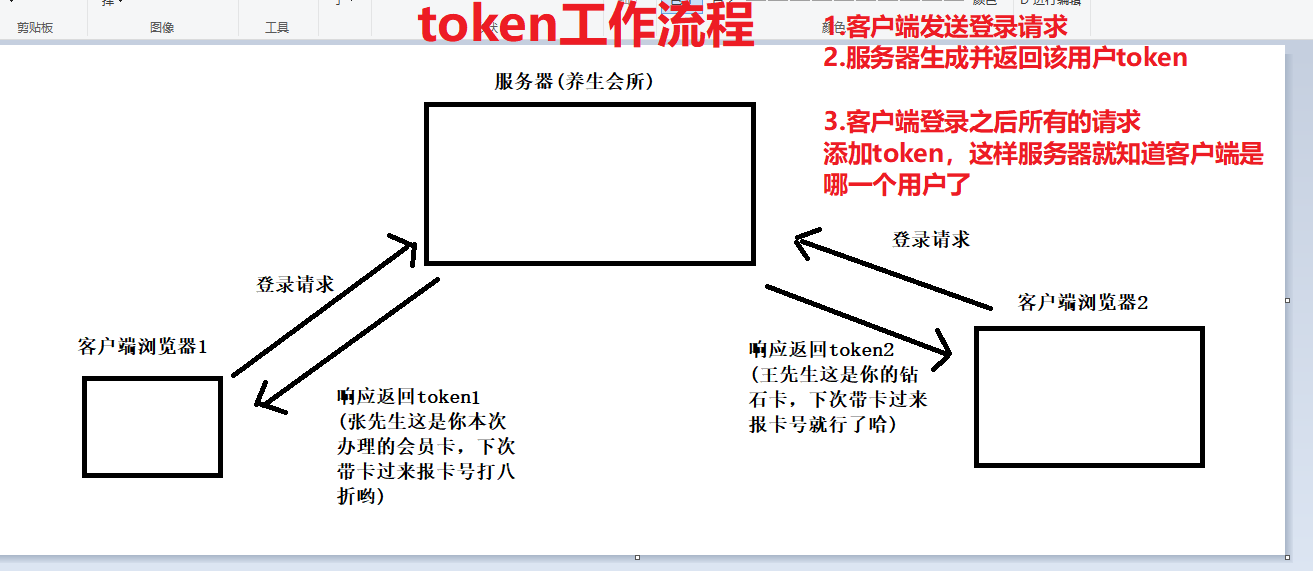 剪贴板
图像
工具
颜色
token工作流程
1.客户端发送登录请求
2.服务器生成并返回该用户token
3.客户端登录之后所有的请求
添加token，这样服务器就知道客户端是
哪一个用户了
服务器(养生会所)
登录请求
登录请求
客户端浏览器2
客户端浏览器1
响应返回token2
(王先生这是你的钻
石卡，下次带卡过来
报卡号就行了哈)
响应返回token1
(张先生这是你本次
办理的会员卡，下次
带卡过来报卡号打八
折哟)